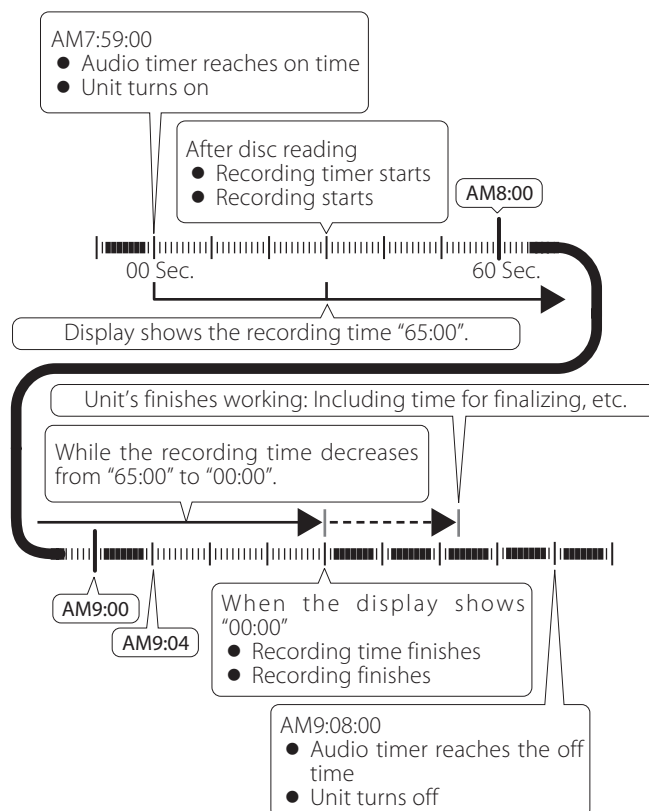 AM7:59:00
● Audio timer reaches on time
● Unit turns on
After disc reading
● Recording timer starts
● Recording starts
AM8:00
00 Sec.
60 Sec.
Display shows the recording time “65:00”.
Unit’s finishes working: Including time for finalizing, etc.
While the recording time decreases
from “65:00” to “00:00”.
AM9:00
AM9:04
When the display shows
“00:00”
● Recording time finishes
● Recording finishes
AM9:08:00
● Audio timer reaches the off
time
● Unit turns off